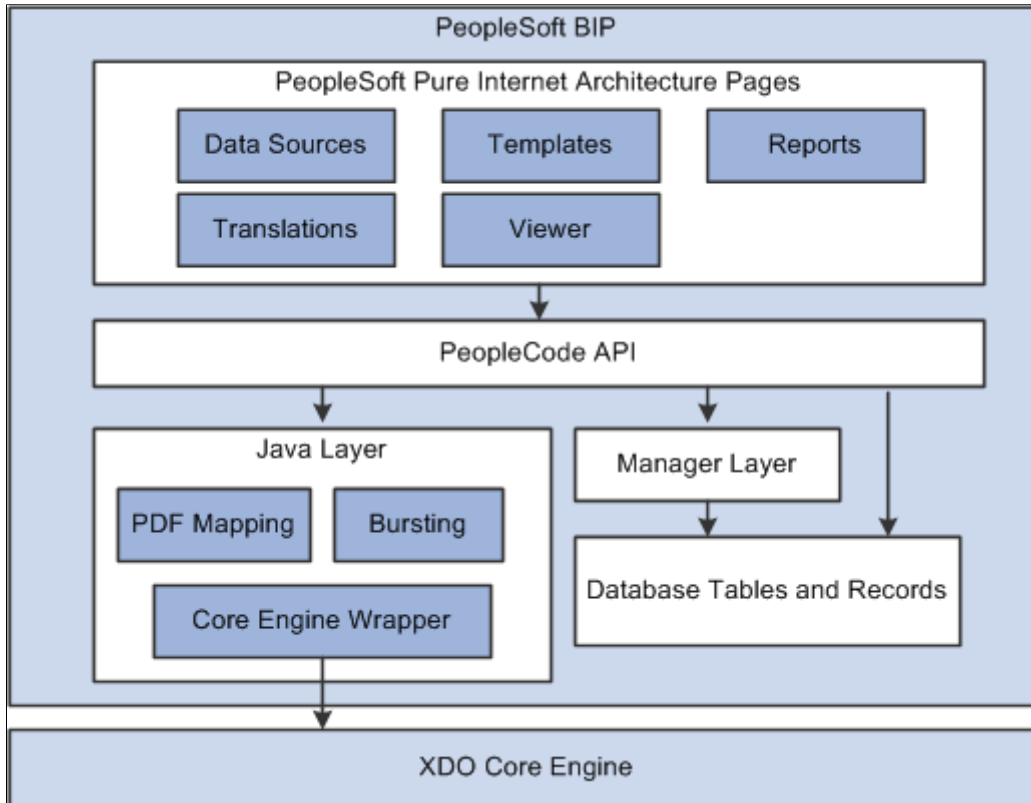 PeopleSoft BIP
PeopleSoft Pure Internet Architecture Pages
Data Sources
Templates
Reports
Translations
Viewer
PeopleCode API
Java Layer
Manager Layer
PDF Mapping
Bursting
Database Tables and Records
Core Engine Wrapper
XDO Core Engine